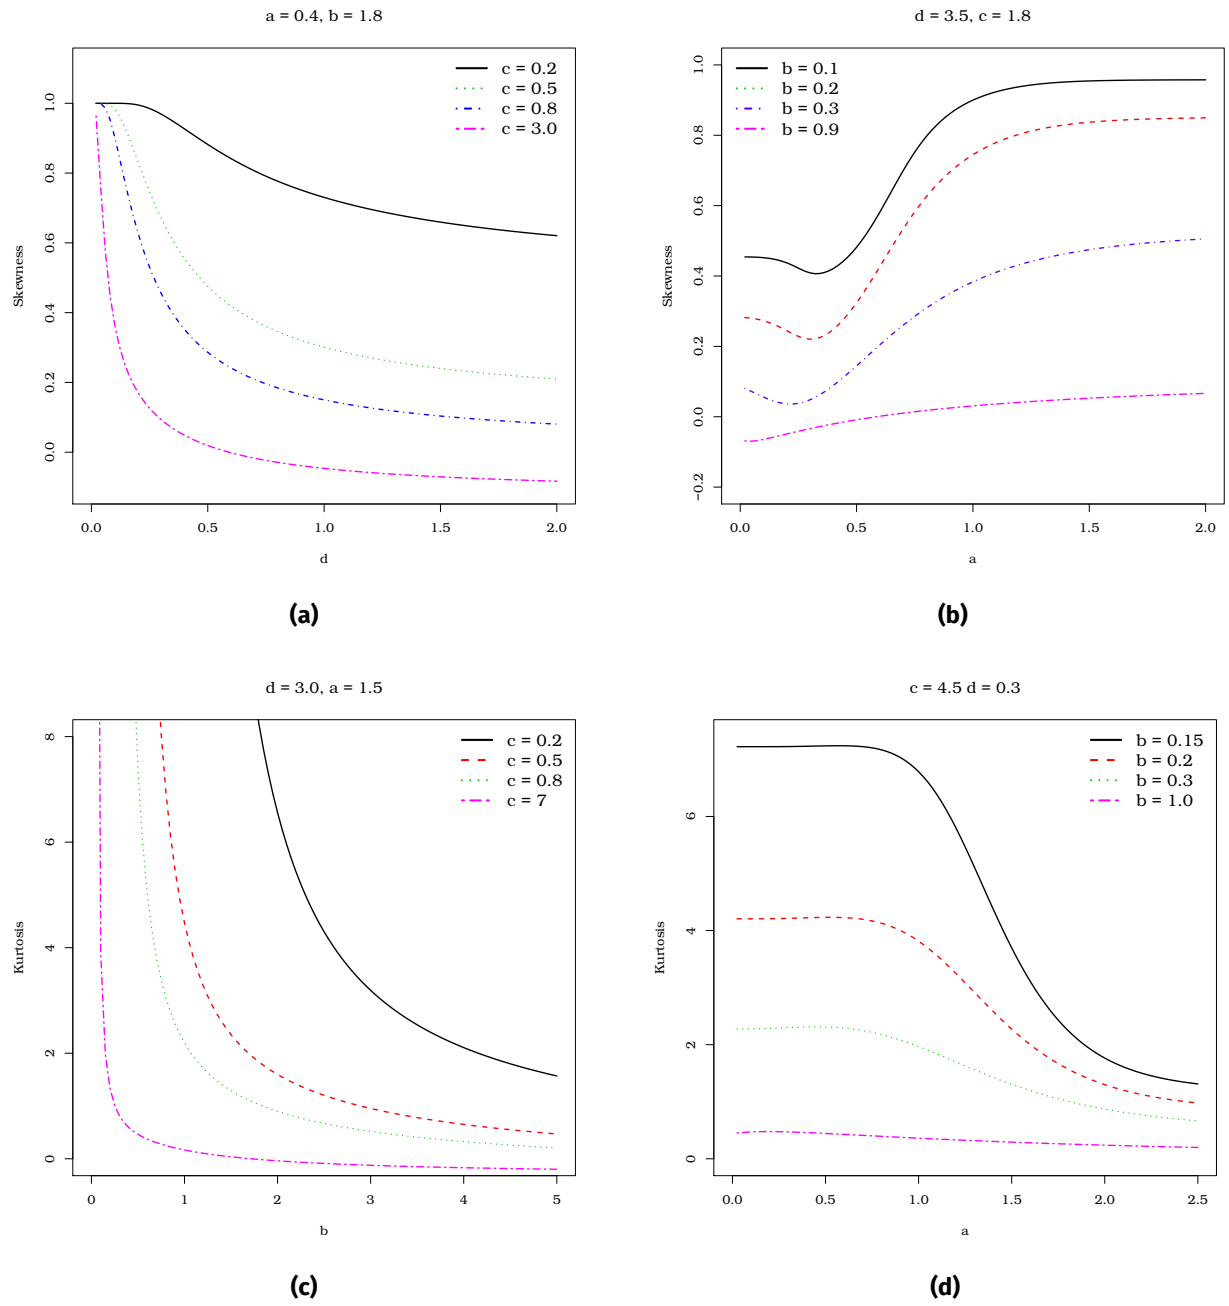 a = 0.4, b = 1.8
c = 0.2
c = 0.5
c = 0.8
c = 3.0
Skewness
1.0
0.8
0.6
0.4
0.2
0.0
0.0 0.5 1.0 1.5 2.0
d
(a)
d = 3.5, c = 1.8
b = 0.1
b = 0.2
b = 0.3
b = 0.9
Skewness
1.0
0.8
0.6
0.4
0.2
0.0
−0.2
0.0 0.5 1.0 1.5 2.0
a
(b)
d = 3.0, a = 1.5
c = 0.2
c = 0.5
c = 0.8
c = 7
Kurtosis
8
6
4
2
0
0 1 2 3 4 5
b
(c)
c = 4.5 d = 0.3
b = 0.15
b = 0.2
b = 0.3
b = 1.0
Kurtosis
6
4
2
0
0.0 0.5 1.0 1.5 2.0 2.5
a
(d)